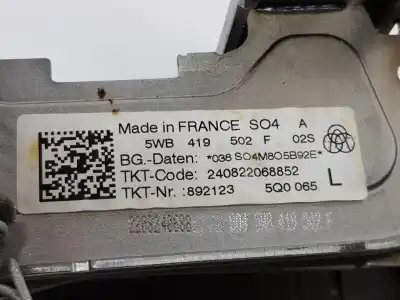 Made in FRANCE SO4 A
5WB 419 502 F 02S
BG.-Daten: *038 SO4M8O5B92E*
TKT-Code: 240822068852
TKT-Nr.: 892123 5Q0 065 L